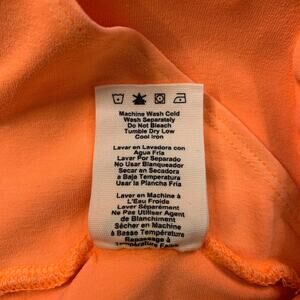 Machine Wash Cold
Wash Separately
Do Not Bleach
Tumble Dry Low
Cool Iron
Lavar en Lavadora con
Agua Fria
Lavar Por Separado
No Usar Blanqueador
Secar en Secadora
a Baja Temperatura
Usar la Plancha Fria
Laver en Machine à
L'Eau Froide
Laver Séparément
Ne Pas Utiliser Agent
de Blanchiment
Sécher en Machine
à Basse Température
Repassage à
Température